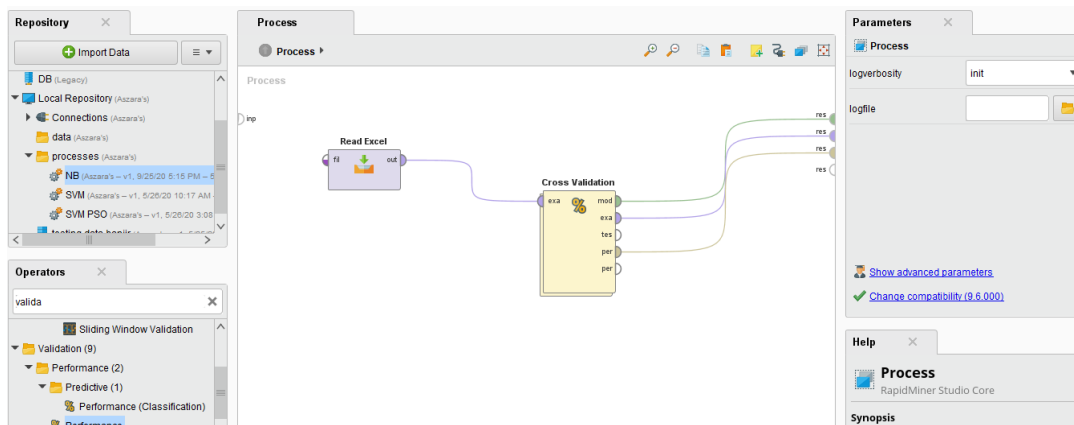 Repository
Import Data
DB (Legacy)
Local Repository (Aszara's)
Connections (Aszara's)
data (Aszara's)
processes (Aszara's)
NB (Aszara's – v1, 9/25/20 5:15 PM – 5
SVM (Aszara's – v1, 5/26/20 10:17 AM
SVM PSO (Aszara's – v1, 5/26/20 3:08
Operators
valida
Sliding Window Validation
Validation (9)
Performance (2)
Predictive (1)
Performance (Classification)
Performance
Process
Process
Process
inp
Read Excel
fil
out
Cross Validation
exa
%
mod
exa
tes
per
per
res
res
res
res
Parameters
Process
logverbosity
init
logfile
Show advanced parameters
Change compatibility (9.6.000)
Help
Process
RapidMiner Studio Core
Synopsis